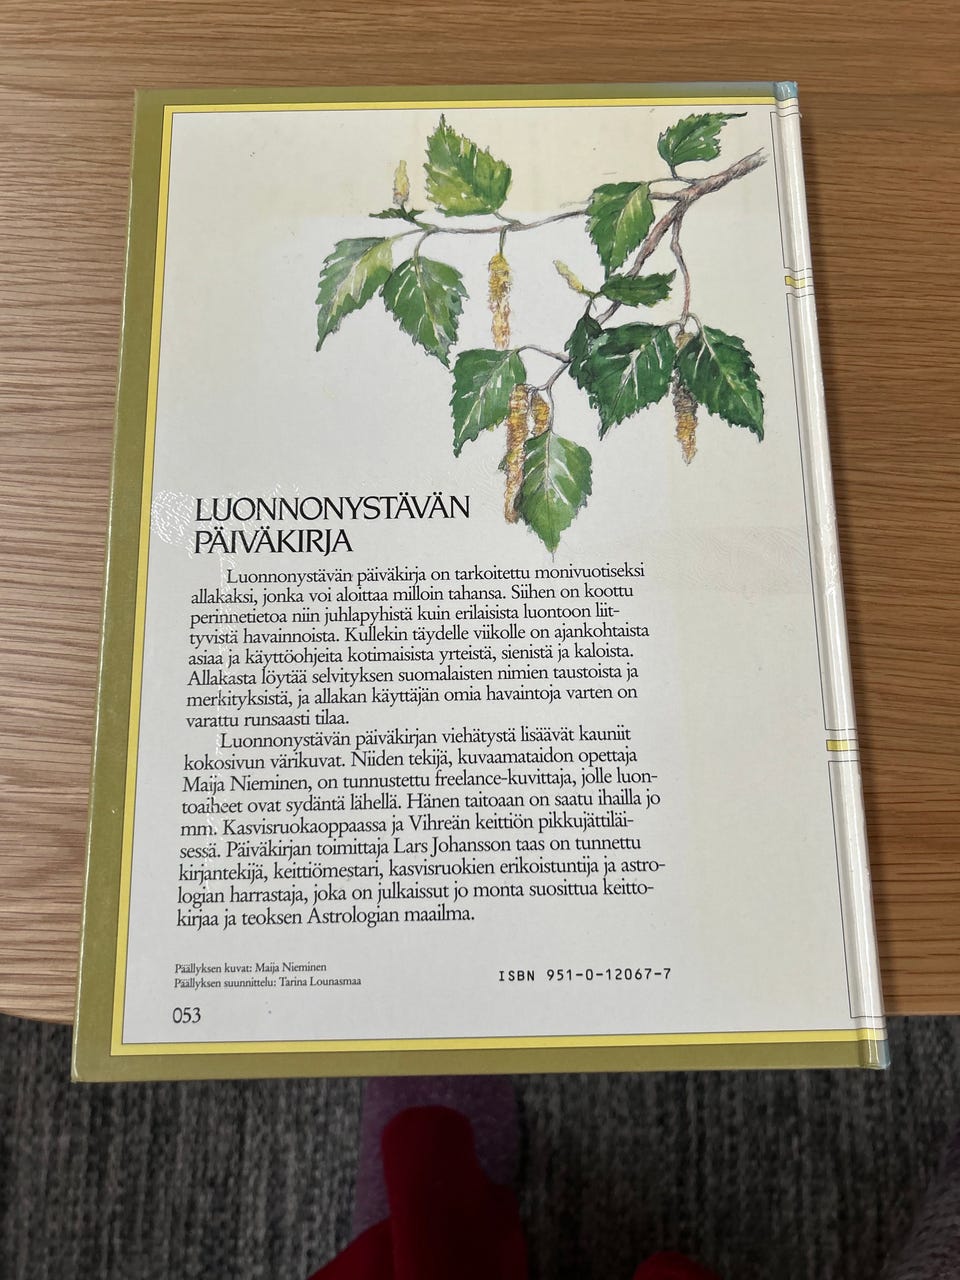 LUONNONYSTÄVÄN
PÄIVÄKIRJA
Luonnonystävän päiväkirja on tarkoitettu monivuotiseksi
allakaksi, jonka voi aloittaa milloin tahansa. Siihen on koottu
perinnetietoa niin juhlapyhistä kuin erilaisista luontoon liit-
tyvistä havainnoista. Kullekin täydelle viikolle on ajankohtaista
asiaa ja käyttöohjeita kotimaisista yrteistä, sienistä ja kaloista.
Allakasta löytää selvityksen suomalaisten nimien taustoista ja
merkityksistä, ja allakan käyttäjän omia havaintoja varten on
varattu runsaasti tilaa.
Luonnonystävän päiväkirjan viehätystä lisäävät kauniit
kokosivun värikuvat. Niiden tekijä, kuvaamataidon opettaja
Maija Nieminen, on tunnustettu freelance-kuvittaja, jolle luon-
toaiheet ovat sydäntä lähellä. Hänen taitoaan on saatu ihailla jo
mm. Kasvisruokaoppaassa ja Vihreän keittiön pikkujättiläi-
sessä. Päiväkirjan toimittaja Lars Johansson taas on tunnettu
kirjantekijä, keittiömestari, kasvisruokien erikoistuntija ja astro-
logian harrastaja, joka on julkaissut jo monta suosittua keitto-
kirjaa ja teoksen Astrologian maailma.
Päällyksen kuvat: Maija Nieminen
Päällyksen suunnittelu: Tarina Lounasmaa
ISBN 951-0-12067-7
053